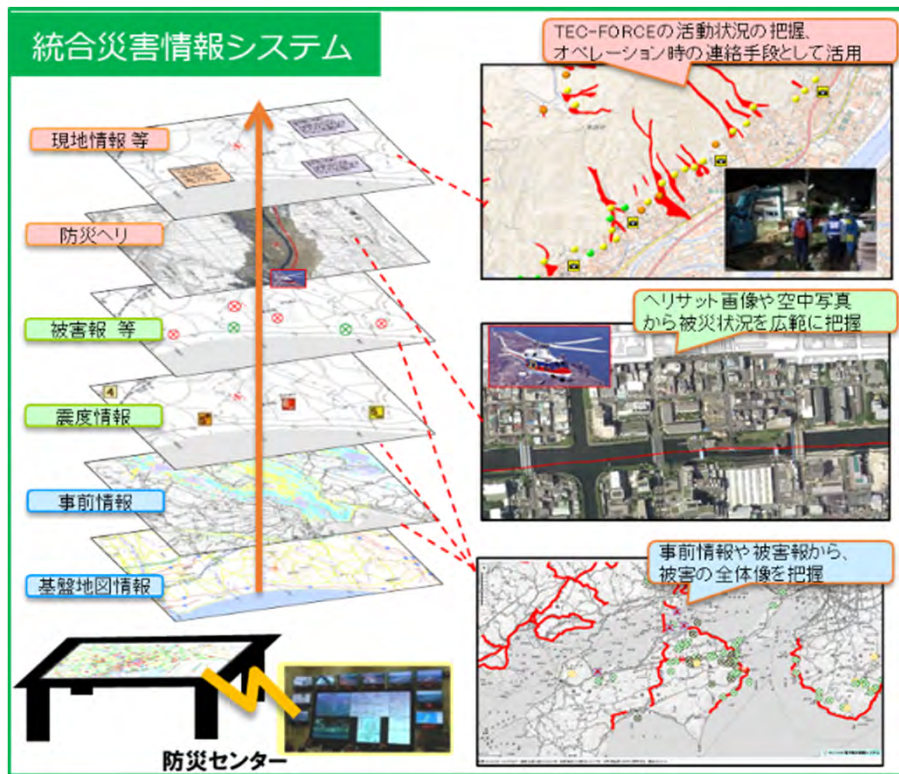 統合災害情報システム
TEC-FORCEの活動状況の把握、
オペレーション時の連絡手段として活用
現地情報 等
防災ヘリ
被害報 等
震度情報
4
事前情報
基盤地図情報
ヘリサット画像や空中写真
から被災状況を広範に把握
事前情報や被害報から、
被害の全体像を把握
防災センター